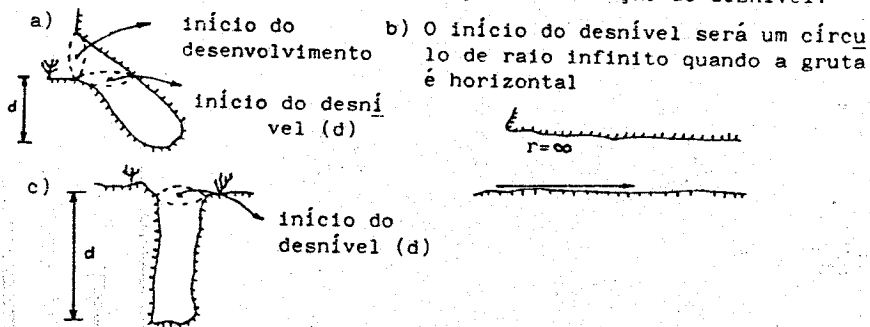 desnível.
a)
início do
desenvolvimento
d
início do desní
vel (d)
b) O início do desnível será um círcu
lo de raio infinito quando a gruta
é horizontal
r=∞
c)
d
início do
desnível (d)